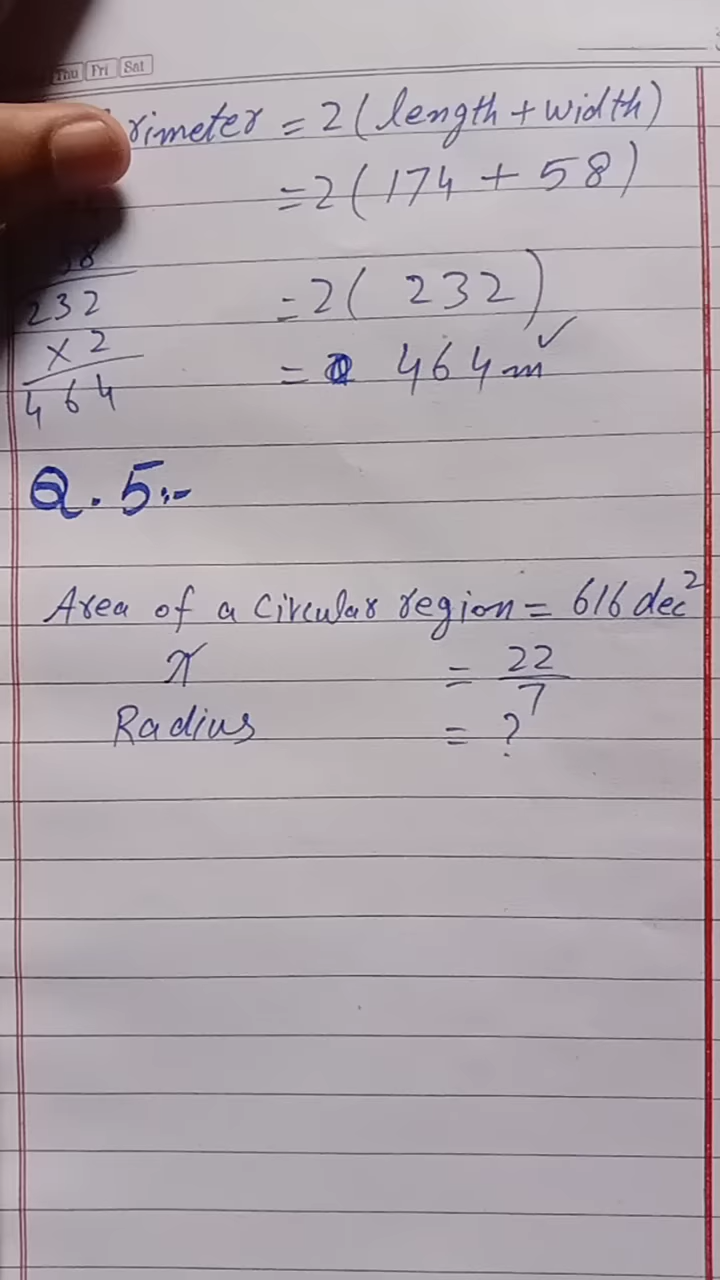 Thu Fri Sat
rimeter = 2 (length + width)
= 2 ( 174 + 58 )
58
232
= 2 ( 232 )
x 2
= 464 m
464
Q. 5:-
Area of a Circular region = 616 dec²
π = 22/7
Radius = ?